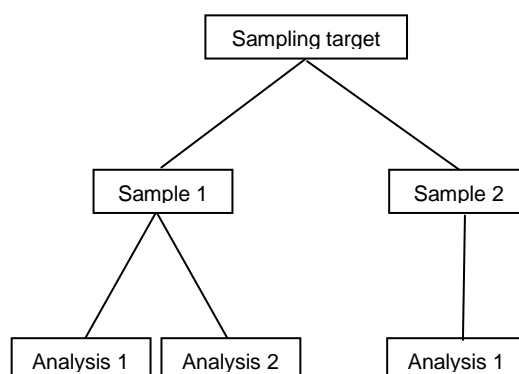 Sampling target
Sample 1
Sample 2
Analysis 1
Analysis 2
Analysis 1